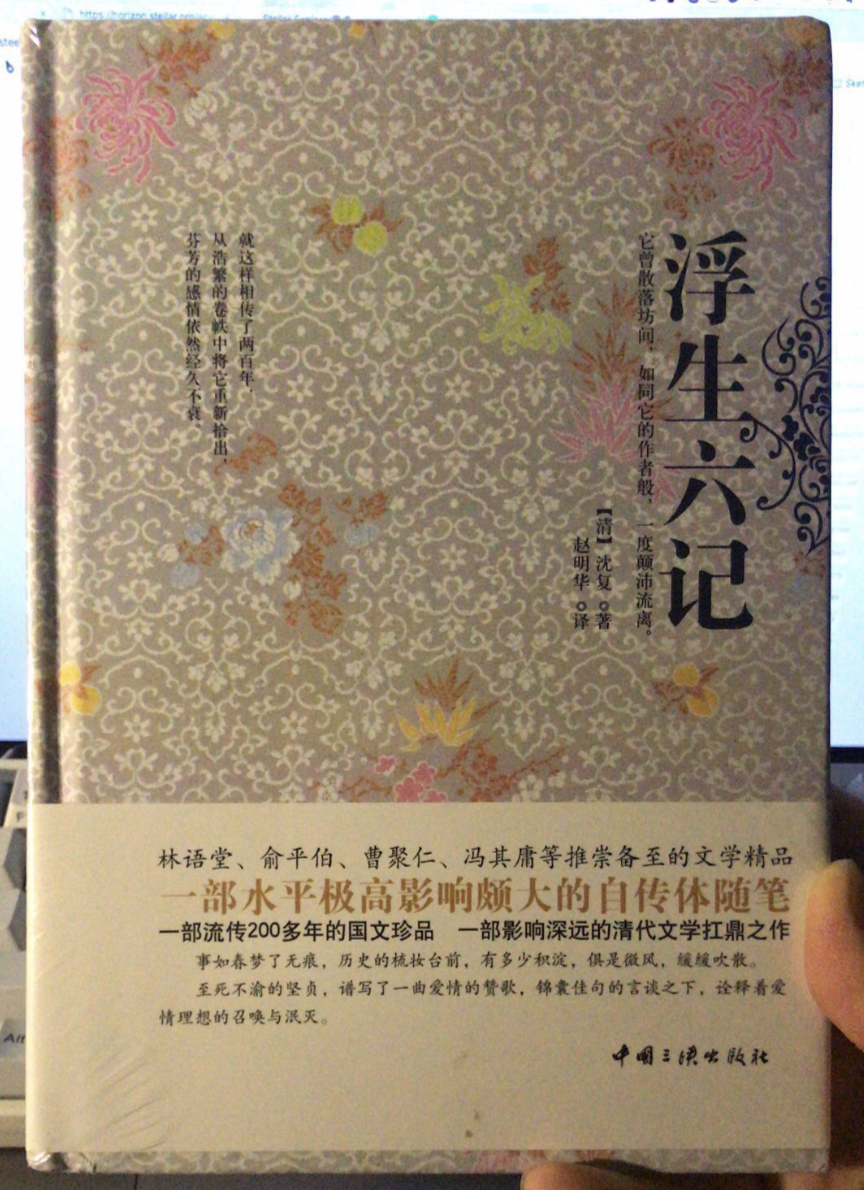 https://horizon.stellar.org
浮生六记
它曾散落坊间，如同它的作者般，一度颠沛流离。
【清】沈复◎著
赵明华◎译
就这样相传了两百年，
从浩繁的卷帙中将它重新拾出，
芬芳的感情依然经久不衰。
林语堂、俞平伯、曹聚仁、冯其庸等推崇备至的文学精品
一部水平极高影响颇大的自传体随笔
一部流传200多年的国文珍品 一部影响深远的清代文学扛鼎之作
事如春梦了无痕，历史的梳妆台前，有多少积淀，俱是微风，缓缓吹散。
至死不渝的坚贞，谱写了一曲爱情的赞歌，锦囊佳句的言谈之下，诠释着爱
情理想的召唤与泯灭。
中国三峡出版社